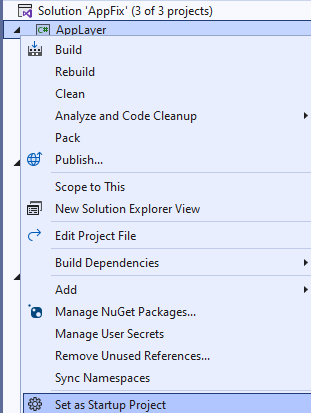 Solution 'AppFix' (3 of 3 projects)
C# AppLayer
Build
Rebuild
Clean
Analyze and Code Cleanup
Pack
Publish...
Scope to This
New Solution Explorer View
Edit Project File
Build Dependencies
Add
Manage NuGet Packages...
Manage User Secrets
Remove Unused References...
Sync Namespaces
Set as Startup Project